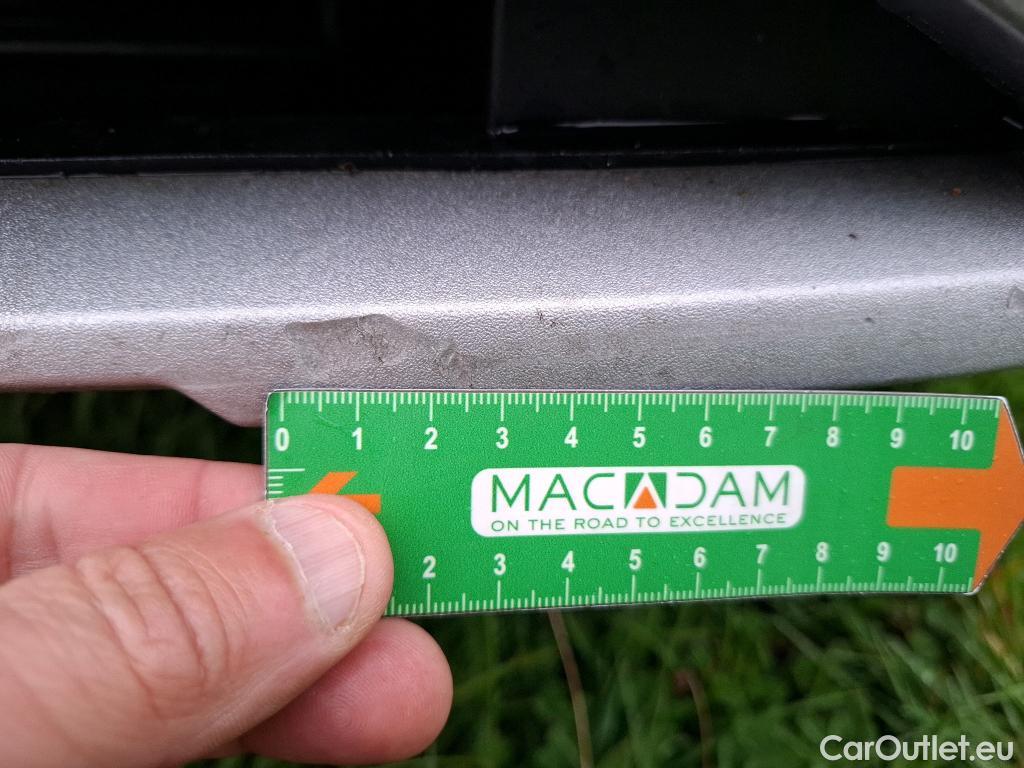 0 1 2 3 4 5 6 7 8 9 10
MACADAM
ON THE ROAD TO EXCELLENCE
2 3 4 5 6 7 8 9 10
CarOutlet.eu